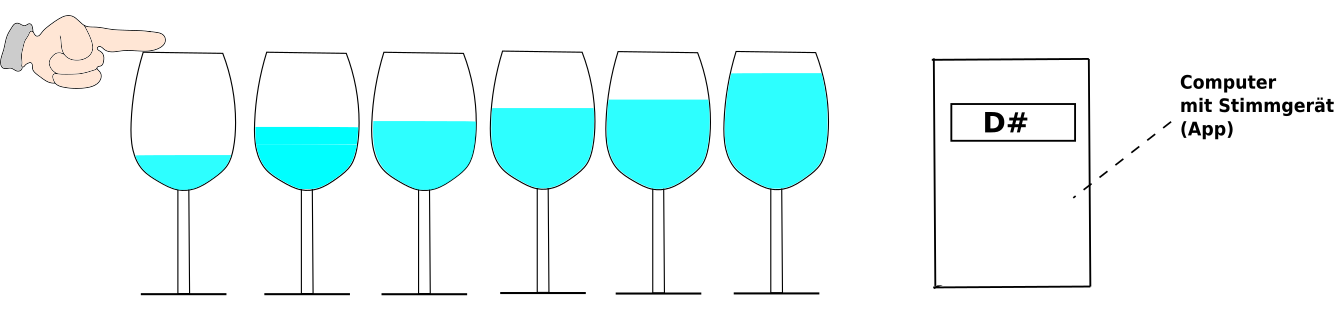 D#
Computer
mit Stimmgerät
(App)